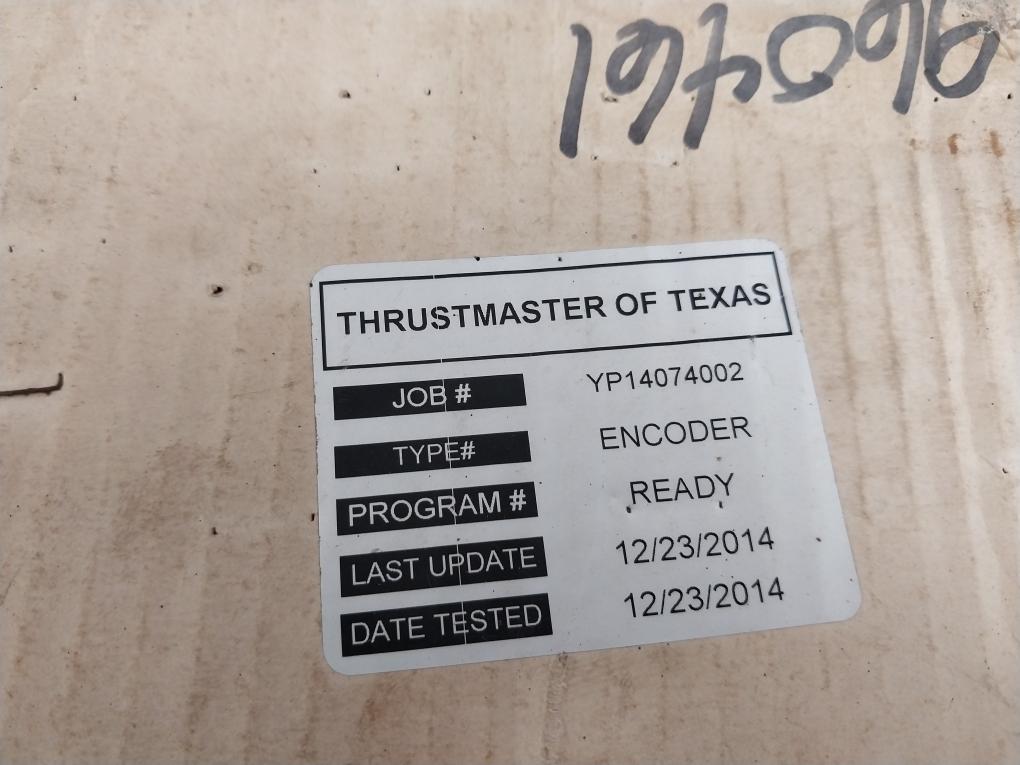 THRUSTMASTER OF TEXAS
JOB # YP14074002
TYPE# ENCODER
PROGRAM # READY
LAST UPDATE 12/23/2014
DATE TESTED 12/23/2014